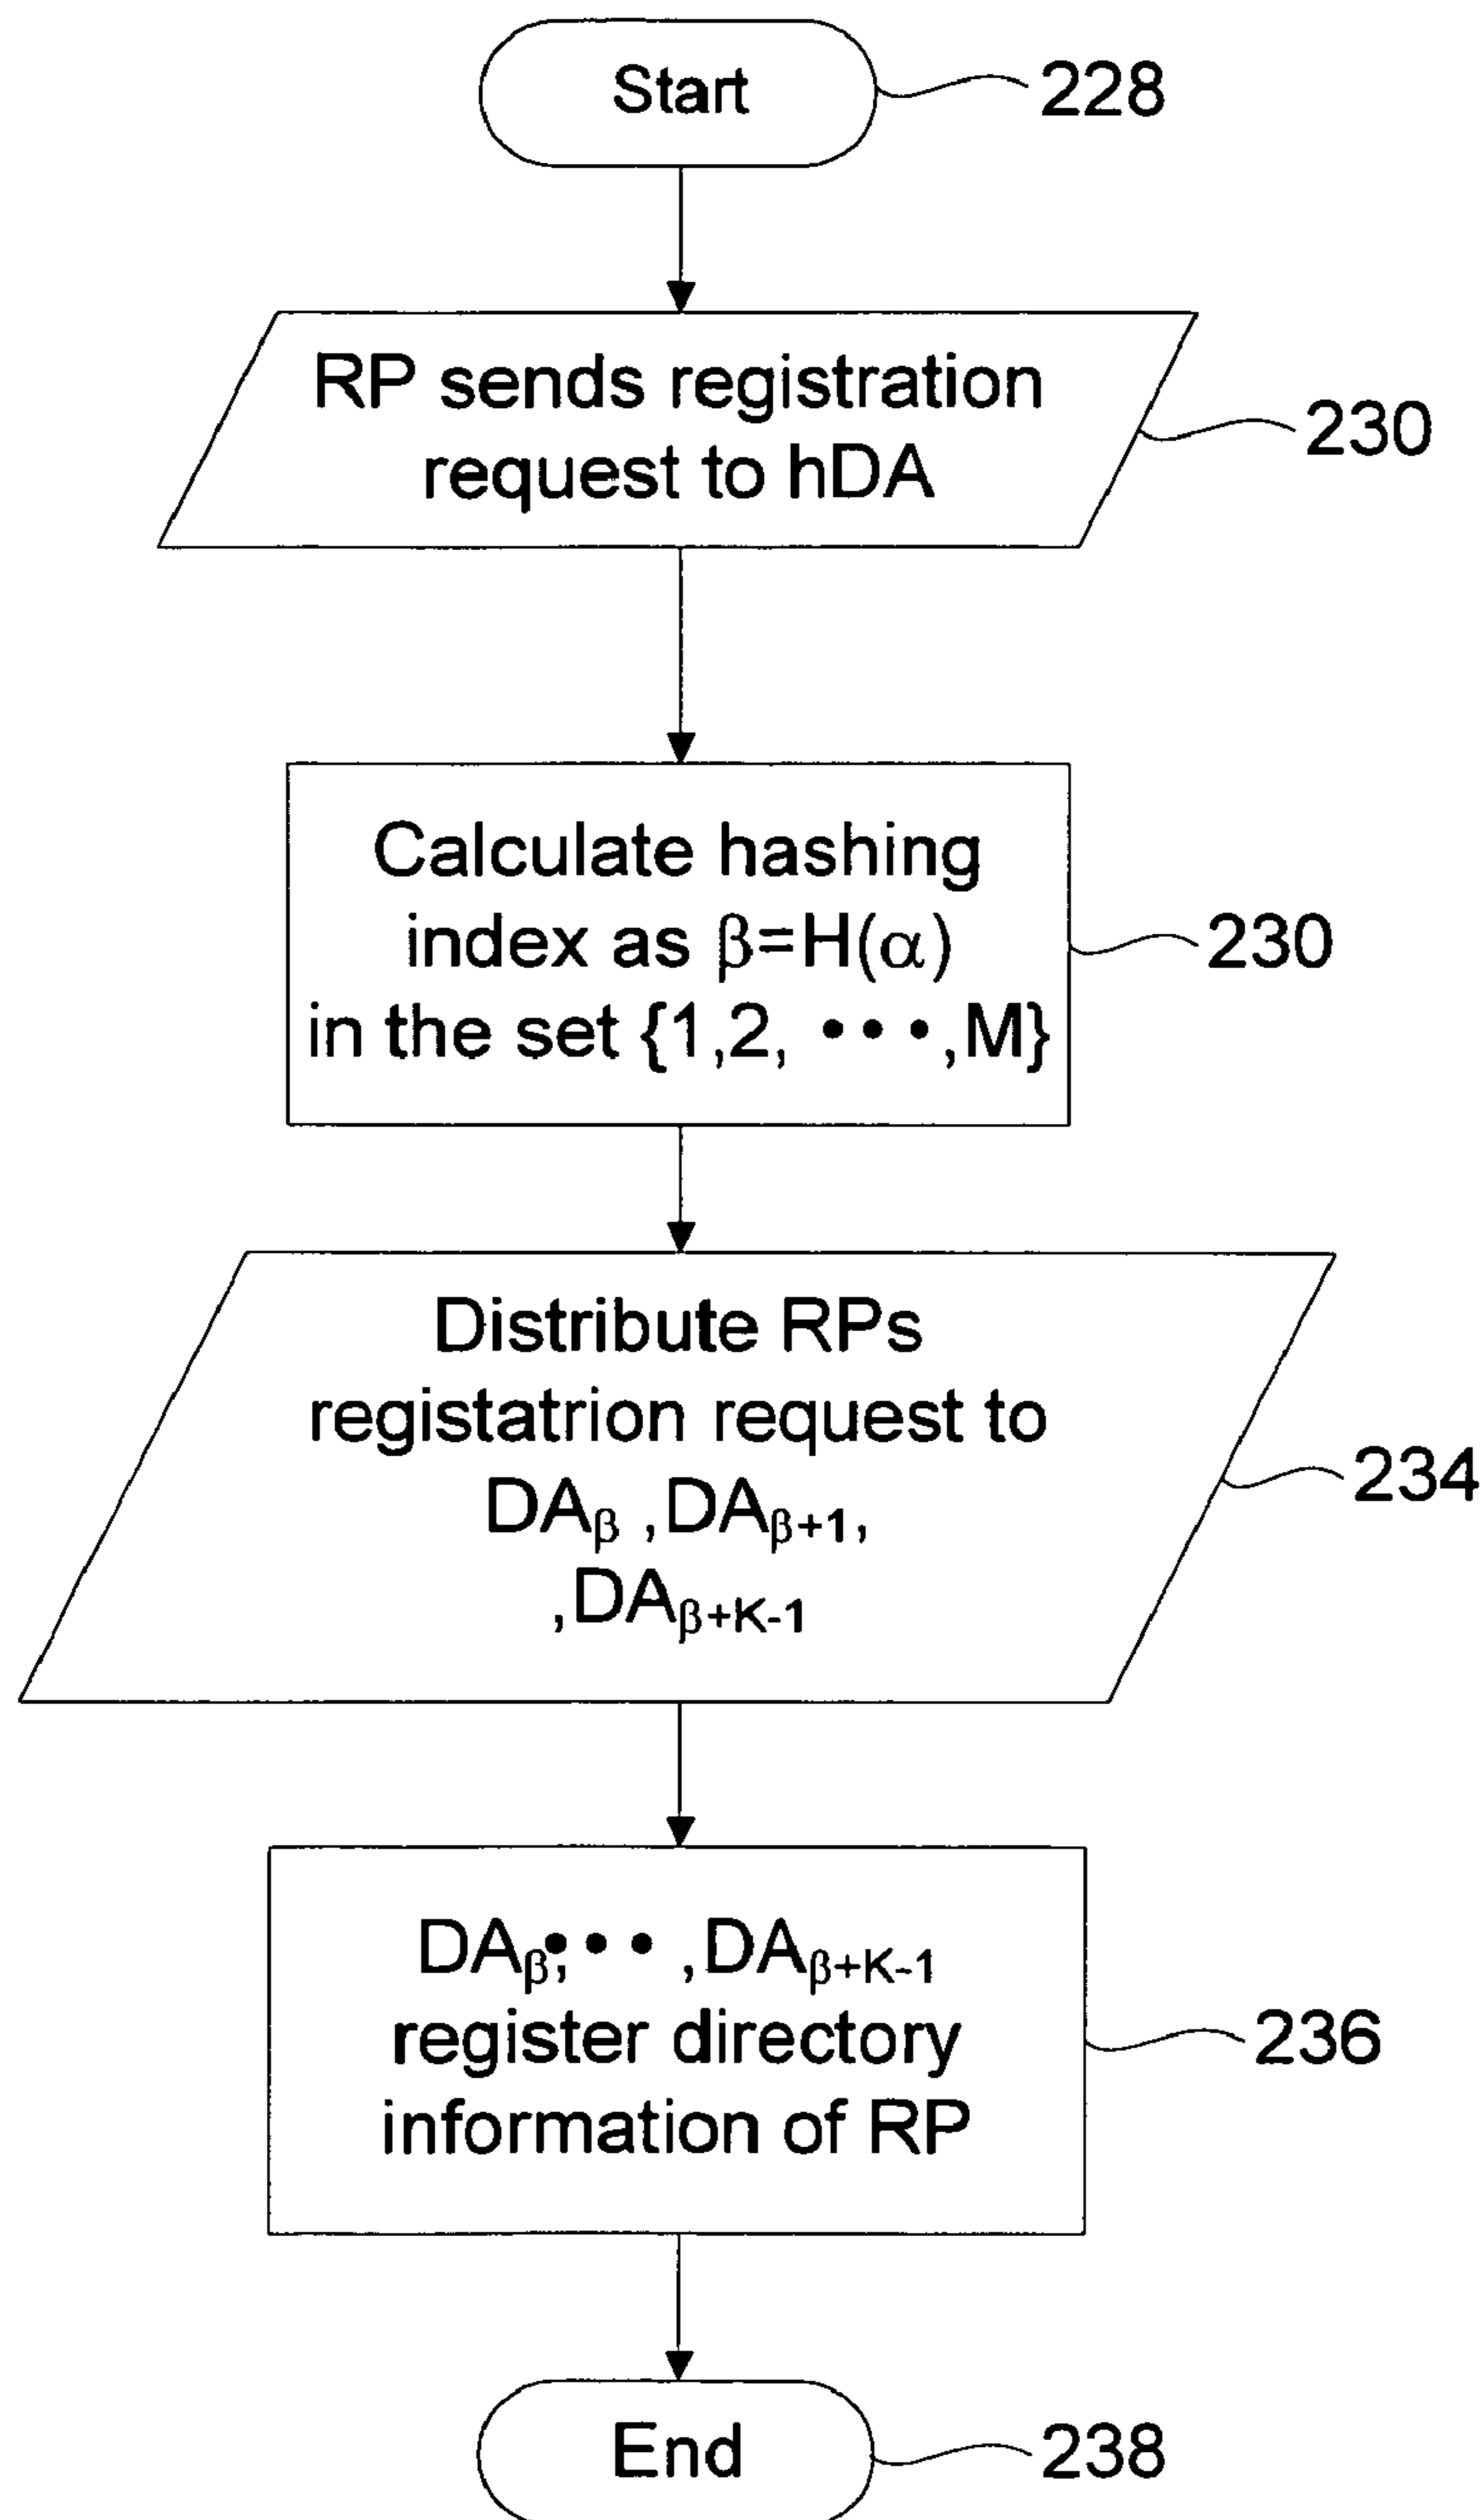 Start
228
RP sends registration
request to hDA
230
Calculate hashing
index as β=H(α)
in the set {1,2, • • • ,M}
230
Distribute RPs
registatrion request to
DAβ ,DAβ+1,
,DAβ+K-1
234
DAβ,• • • ,DAβ+K-1
register directory
information of RP
236
End
238